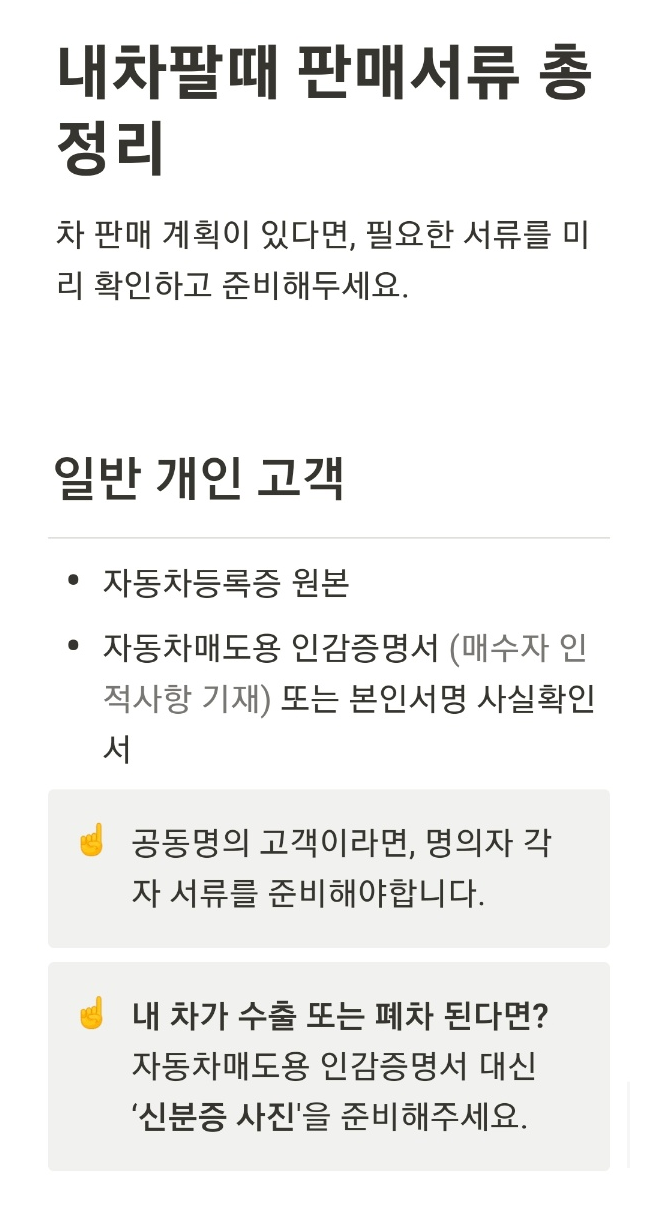 내차팔때 판매서류 총
정리
차 판매 계획이 있다면, 필요한 서류를 미
리 확인하고 준비해두세요.
일반 개인 고객
• 자동차등록증 원본
• 자동차매도용 인감증명서 (매수자 인
적사항 기재) 또는 본인서명 사실확인
서
☝ 공동명의 고객이라면, 명의자 각
자 서류를 준비해야합니다.
☝ 내 차가 수출 또는 폐차 된다면?
자동차매도용 인감증명서 대신
‘신분증 사진'을 준비해주세요.